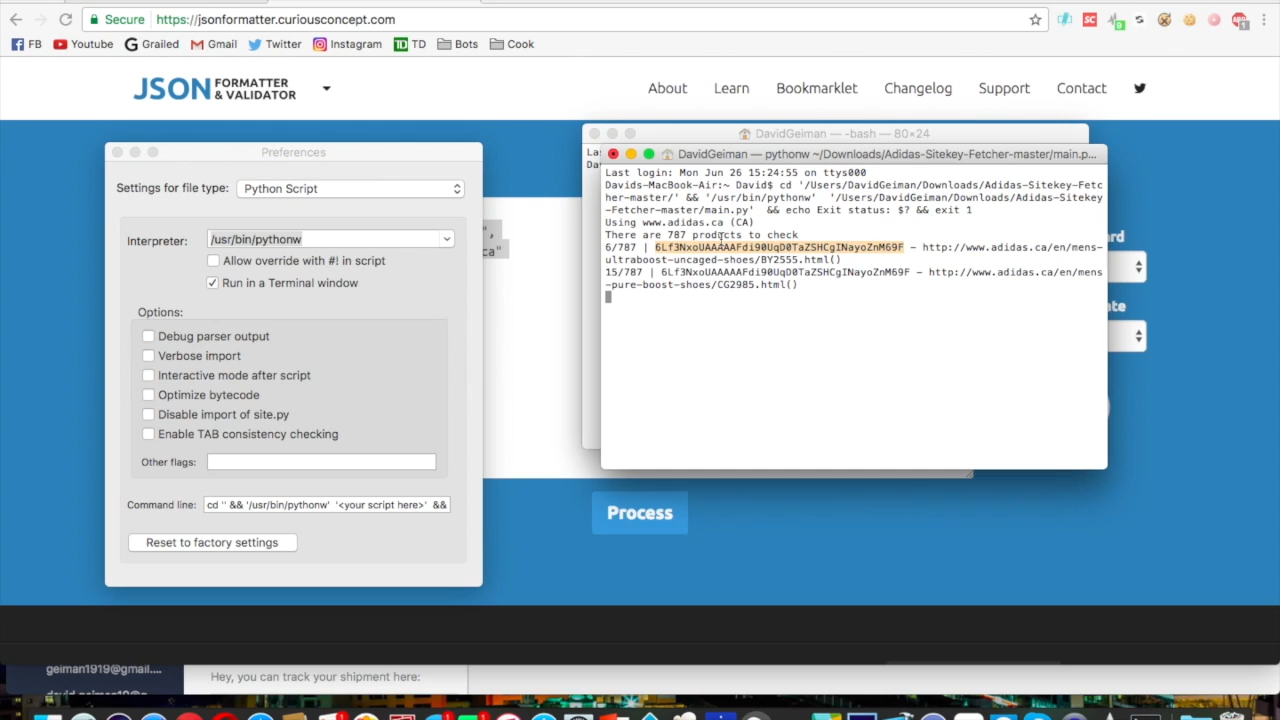 Secure
https://jsonformatter.curiousconcept.com
FB
Youtube
Grailed
Gmail
Twitter
Instagram
TD
Bots
Cook
JSON FORMATTER
& VALIDATOR
About
Learn
Bookmarklet
Changelog
Support
Contact
DavidGeiman — -bash — 80×24
Preferences
Settings for file type:
Python Script
Interpreter:
/usr/bin/pythonw
Allow override with #! in script
Run in a Terminal window
Options:
Debug parser output
Verbose import
Interactive mode after script
Optimize bytecode
Disable import of site.py
Enable TAB consistency checking
Other flags:
Command line:
cd '' && '/usr/bin/pythonw' '<your script here>' &&
Reset to factory settings
",
ca"
DavidGeiman — pythonw ~/Downloads/Adidas-Sitekey-Fetcher-master/main.p...
Last login: Mon Jun 26 15:24:55 on ttys000
Davids-MacBook-Air:~ David$ cd '/Users/DavidGeiman/Downloads/Adidas-Sitekey-Fetc
her-master/' && '/usr/bin/pythonw' '/Users/DavidGeiman/Downloads/Adidas-Sitekey
-Fetcher-master/main.py' && echo Exit status: $? && exit 1
Using www.adidas.ca (CA)
There are 787 products to check
6/787 | 6Lf3NxoUAAAAAFdi90UqD0TaZSHCgINayoZnM69F – http://www.adidas.ca/en/mens-
ultraboost-uncaged-shoes/BY2555.html()
15/787 | 6Lf3NxoUAAAAAFdi90UqD0TaZSHCgINayoZnM69F – http://www.adidas.ca/en/mens
-pure-boost-shoes/CG2985.html()
Process
geiman1919@gmail....
Hey, you can track your shipment here: